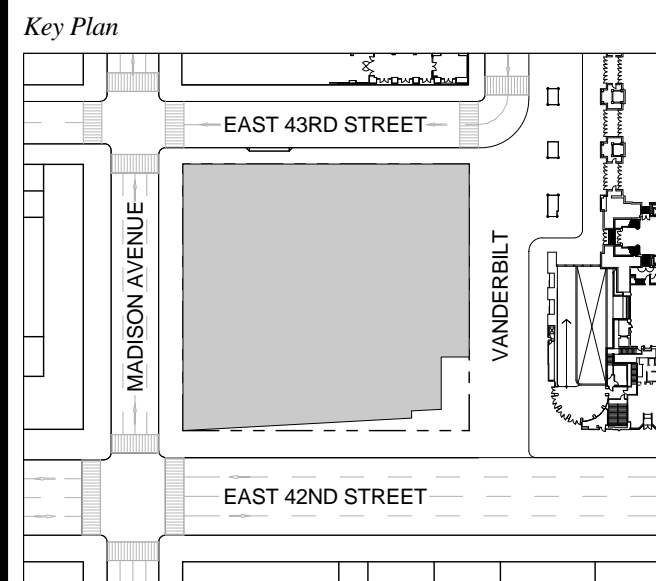 Key Plan
EAST 43RD STREET
MADISON AVENUE
VANDERBILT
EAST 42ND STREET